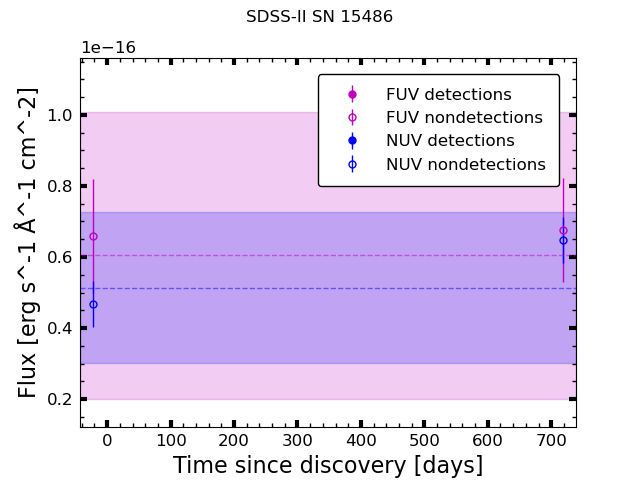 SDSS-II SN 15486
1e−16
FUV detections
FUV nondetections
NUV detections
NUV nondetections
1.0
0.8
0.6
0.4
0.2
Flux [erg s^-1 Å^-1 cm^-2]
0 100 200 300 400 500 600 700
Time since discovery [days]